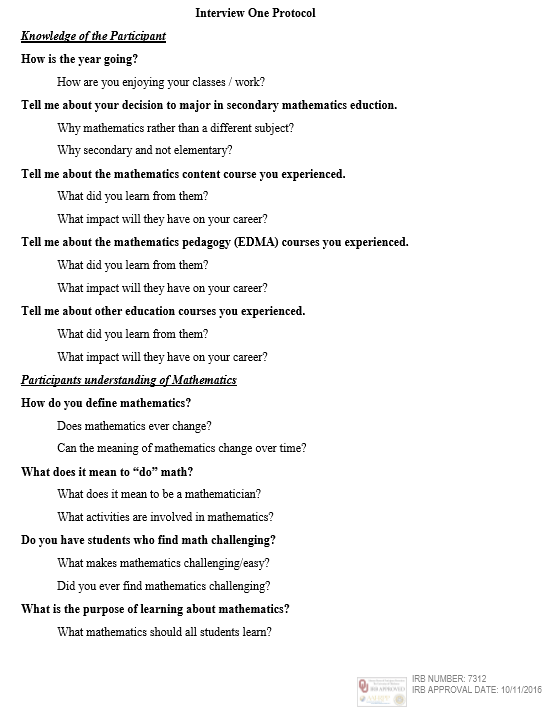 Interview One Protocol
Knowledge of the Participant
How is the year going?
How are you enjoying your classes / work?
Tell me about your decision to major in secondary mathematics eduction.
Why mathematics rather than a different subject?
Why secondary and not elementary?
Tell me about the mathematics content course you experienced.
What did you learn from them?
What impact will they have on your career?
Tell me about the mathematics pedagogy (EDMA) courses you experienced.
What did you learn from them?
What impact will they have on your career?
Tell me about other education courses you experienced.
What did you learn from them?
What impact will they have on your career?
Participants understanding of Mathematics
How do you define mathematics?
Does mathematics ever change?
Can the meaning of mathematics change over time?
What does it mean to “do” math?
What does it mean to be a mathematician?
What activities are involved in mathematics?
Do you have students who find math challenging?
What makes mathematics challenging/easy?
Did you ever find mathematics challenging?
What is the purpose of learning about mathematics?
What mathematics should all students learn?
IRB APPROVED
IRB NUMBER: 7312
IRB APPROVAL DATE: 10/11/2016